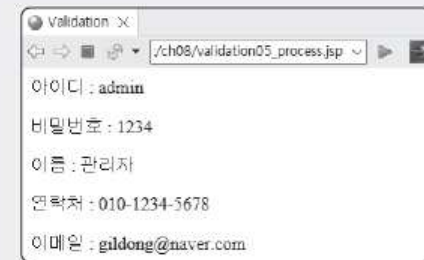 Validation
/ch08/validation05_process.jsp
아이디 : admin
비밀번호 : 1234
이름 : 관리자
연락처 : 010-1234-5678
이메일 : gildong@naver.com